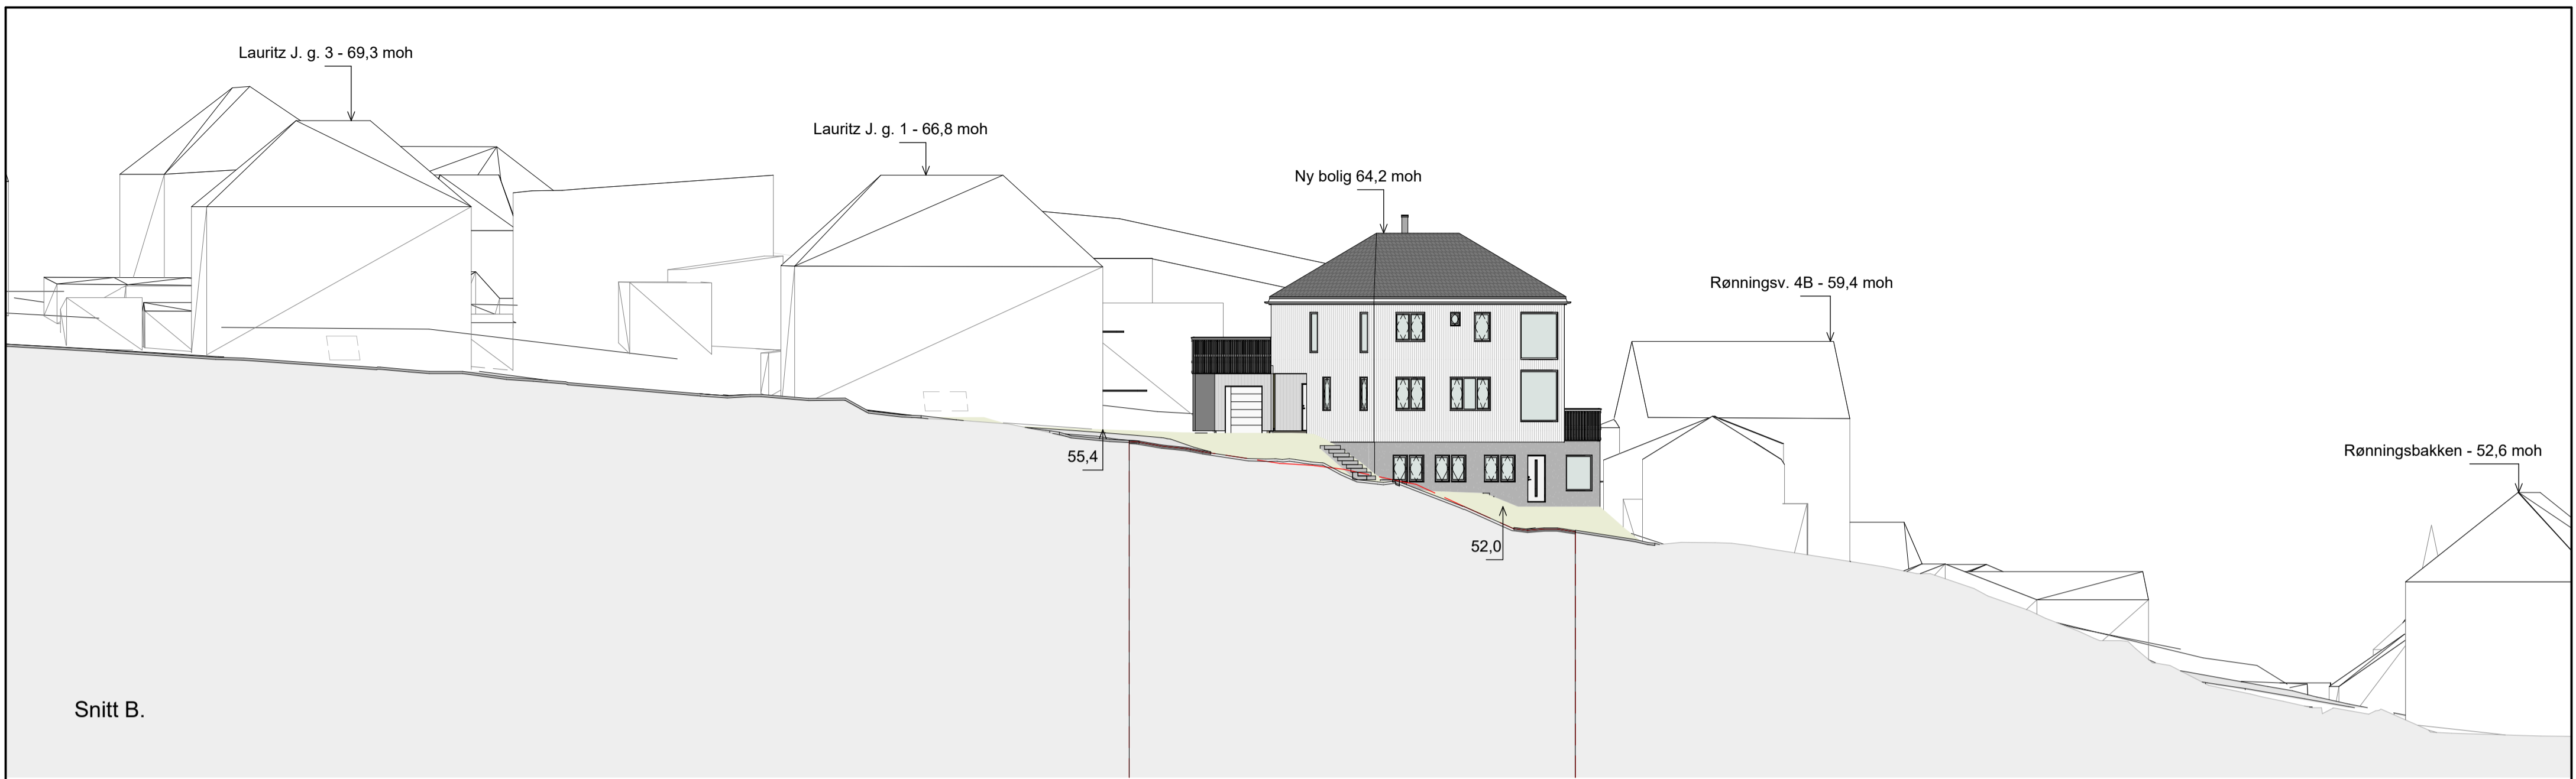 Lauritz J. g. 3 - 69,3 moh
Lauritz J. g. 1 - 66,8 moh
Ny bolig 64,2 moh
Rønningsv. 4B - 59,4 moh
Rønningsbakken - 52,6 moh
55,4
52,0
Snitt B.